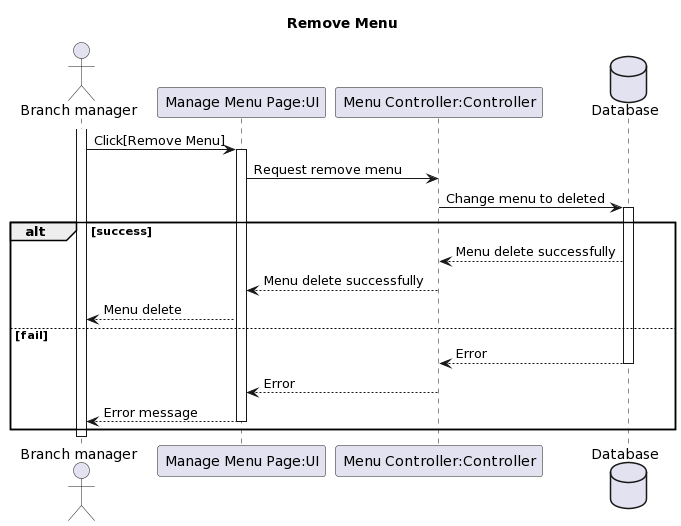 Remove Menu
Branch manager
Manage Menu Page:UI
Menu Controller:Controller
Database
Click[Remove Menu]
Request remove menu
Change menu to deleted
alt
[success]
Menu delete successfully
Menu delete successfully
Menu delete
[fail]
Error
Error
Error message
Branch manager
Manage Menu Page:UI
Menu Controller:Controller
Database